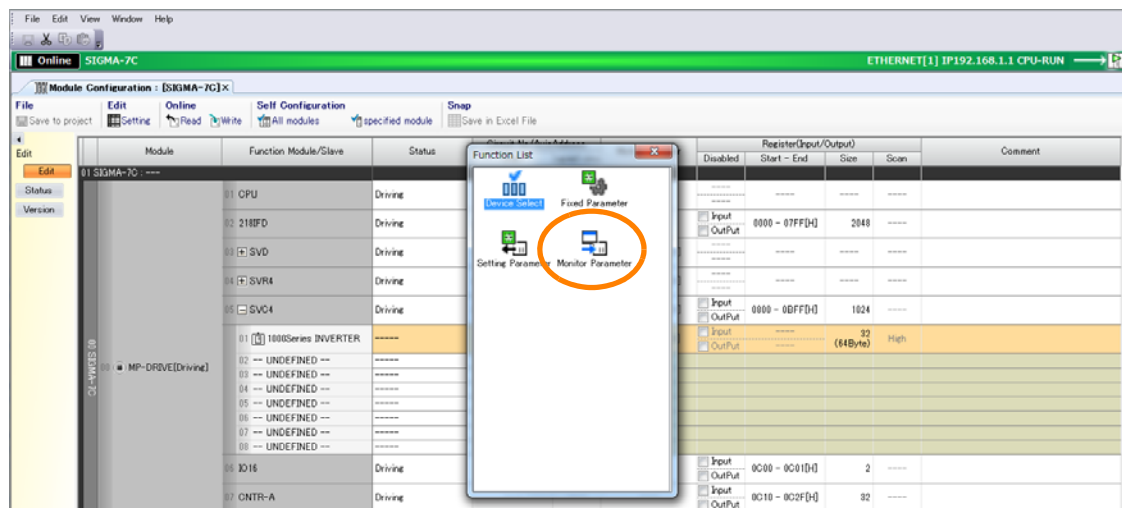 File Edit View Window Help
Online SIGMA-7C ETHERNET[1] IP192.168.1.1 CPU-RUN
Module Configuration : [SIGMA-7C]
File Edit Online Self Configuration Snap
Save to project Setting Read Write All modules specified module Save in Excel File
Edit
Edit
Status
Version
Module Function Module/Slave Status Register(Input/Output) Comment
Disabled Start - End Size Scan
01 SIGMA-7C : ---
00 SIGMA-7C
00 MP-DRIVE[Driving]
01 CPU Driving ---- ---- ---- ----
----
02 218IFD Driving Input OutPut 0000 - 07FF[H] 2048 ----
03 + SVD Driving ---- ---- ---- ----
----
04 + SVR4 Driving ---- ---- ---- ----
----
05 - SVC4 Driving Input OutPut 0800 - 0BFF[H] 1024 ----
01 1000Series INVERTER ----- Input OutPut ---- ---- 32 (64Byte) High
02 -- UNDEFINED -- -----
03 -- UNDEFINED -- -----
04 -- UNDEFINED -- -----
05 -- UNDEFINED -- -----
06 -- UNDEFINED -- -----
07 -- UNDEFINED -- -----
08 -- UNDEFINED -- -----
06 IO16 Driving Input OutPut 0C00 - 0C01[H] 2 ----
07 CNTR-A Driving Input OutPut 0C10 - 0C2F[H] 32 ----
Function List
Device Select Fixed Parameter
Setting Parameter Monitor Parameter